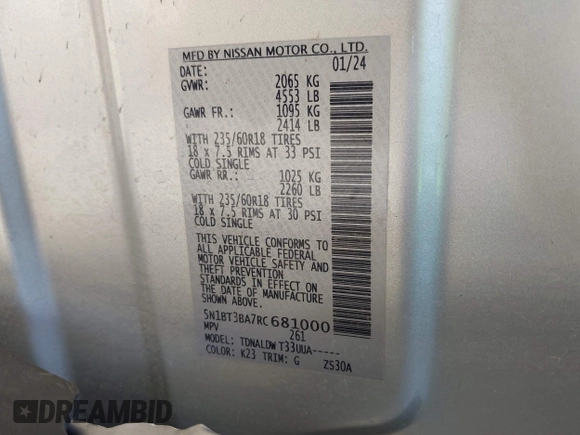 MFD BY NISSAN MOTOR CO., LTD.
DATE: 01/24
GVWR: 2065 KG
4553 LB
GAWR FR.: 1095 KG
2414 LB
WITH 235/60R18 TIRES
18 x 7.5 RIMS AT 33 PSI
COLD SINGLE
GAWR RR.: 1025 KG
2260 LB
WITH 235/60R18 TIRES
18 x 7.5 RIMS AT 30 PSI
COLD SINGLE
THIS VEHICLE CONFORMS TO
ALL APPLICABLE FEDERAL
MOTOR VEHICLE SAFETY AND
THEFT PREVENTION
STANDARDS IN EFFECT ON
THE DATE OF MANUFACTURE
SHOWN ABOVE
5N1BT3BA7RC681000
MPV 261
MODEL: TDNALDW T33UUA-----
COLOR: K23 TRIM: G ZS30A
DREAMBID